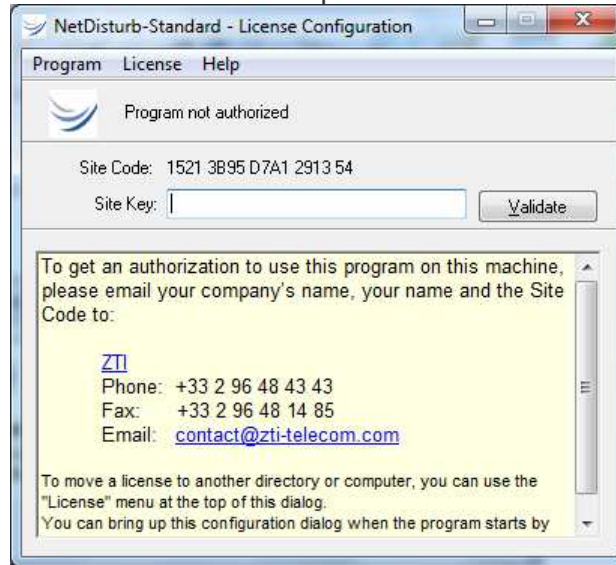 NetDisturb-Standard - License Configuration
Program License Help
Program not authorized
Site Code: 1521 3B95 D7A1 2913 54
Site Key:
Validate
To get an authorization to use this program on this machine,
please email your company's name, your name and the Site
Code to:
ZTI
Phone: +33 2 96 48 43 43
Fax: +33 2 96 48 14 85
Email: contact@zti-telecom.com
To move a license to another directory or computer, you can use the
"License" menu at the top of this dialog.
You can bring up this configuration dialog when the program starts by